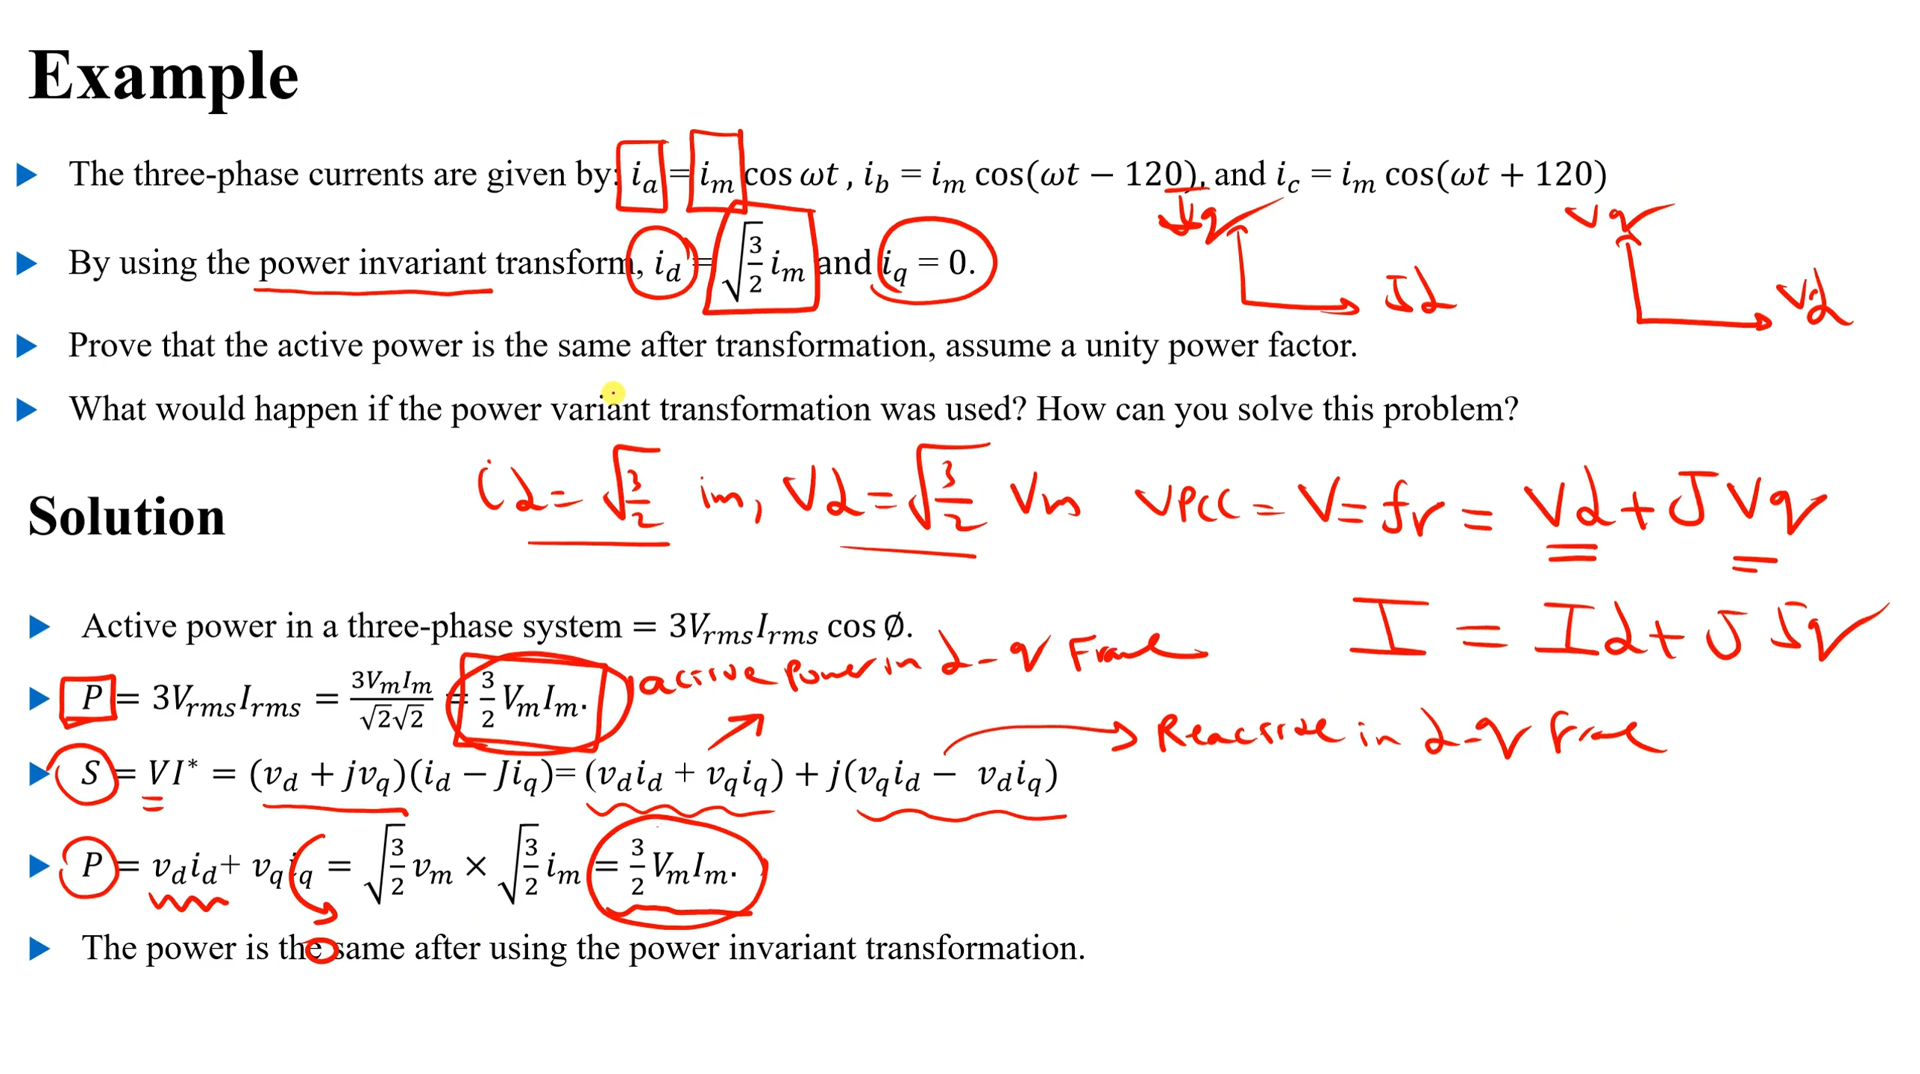 Example
The three-phase currents are given by: i_a = i_m cos ωt , i_b = i_m cos(ωt − 120), and i_c = i_m cos(ωt + 120)
By using the power invariant transform, i_d = √(3/2) i_m and i_q = 0.
Jq
Jd
Vq
Vd
Prove that the active power is the same after transformation, assume a unity power factor.
What would happen if the power variant transformation was used? How can you solve this problem?
id = √(3/2) im, Vd = √(3/2) Vm VPCC = V = fr = Vd + J Vq
Solution
I = Id + J Jq
Active power in a three-phase system = 3V_rms I_rms cos Ø.
active power in d-q Frame
P = 3V_rms I_rms = 3V_m I_m / √2√2 = 3/2 V_m I_m.
Reactive in d-q Frame
S = VI* = (v_d + jv_q)(i_d − Ji_q)= (v_d i_d + v_q i_q) + j(v_q i_d − v_d i_q)
P = v_d i_d + v_q i_q = √(3/2) v_m × √(3/2) i_m = 3/2 V_m I_m.
0
The power is the same after using the power invariant transformation.